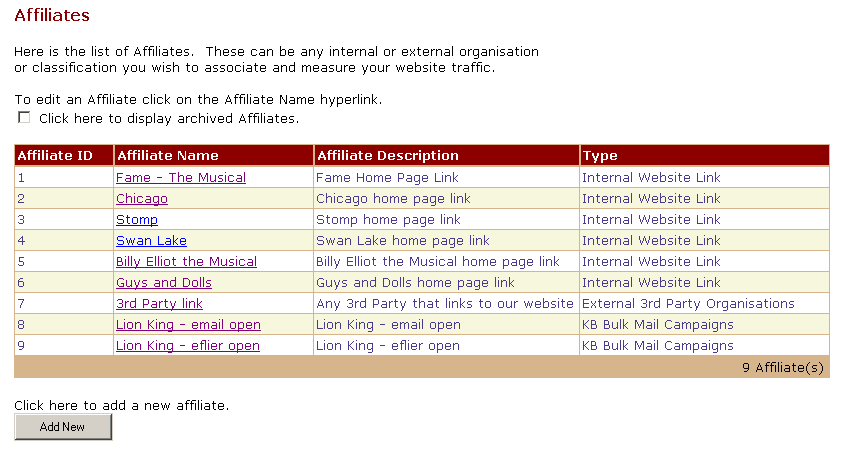 Affiliates
Here is the list of Affiliates.  These can be any internal or external organisation
or classification you wish to associate and measure your website traffic.
To edit an Affiliate click on the Affiliate Name hyperlink.
Click here to display archived Affiliates.
Affiliate ID Affiliate Name Affiliate Description Type
1 Fame - The Musical Fame Home Page Link Internal Website Link
2 Chicago Chicago home page link Internal Website Link
3 Stomp Stomp home page link Internal Website Link
4 Swan Lake Swan Lake home page link Internal Website Link
5 Billy Elliot the Musical Billy Elliot the Musical home page link Internal Website Link
6 Guys and Dolls Guys and Dolls home page link Internal Website Link
7 3rd Party link Any 3rd Party that links to our website External 3rd Party Organisations
8 Lion King - email open Lion King - email open KB Bulk Mail Campaigns
9 Lion King - eflier open Lion King - eflier open KB Bulk Mail Campaigns
9 Affiliate(s)
Click here to add a new affiliate.
Add New